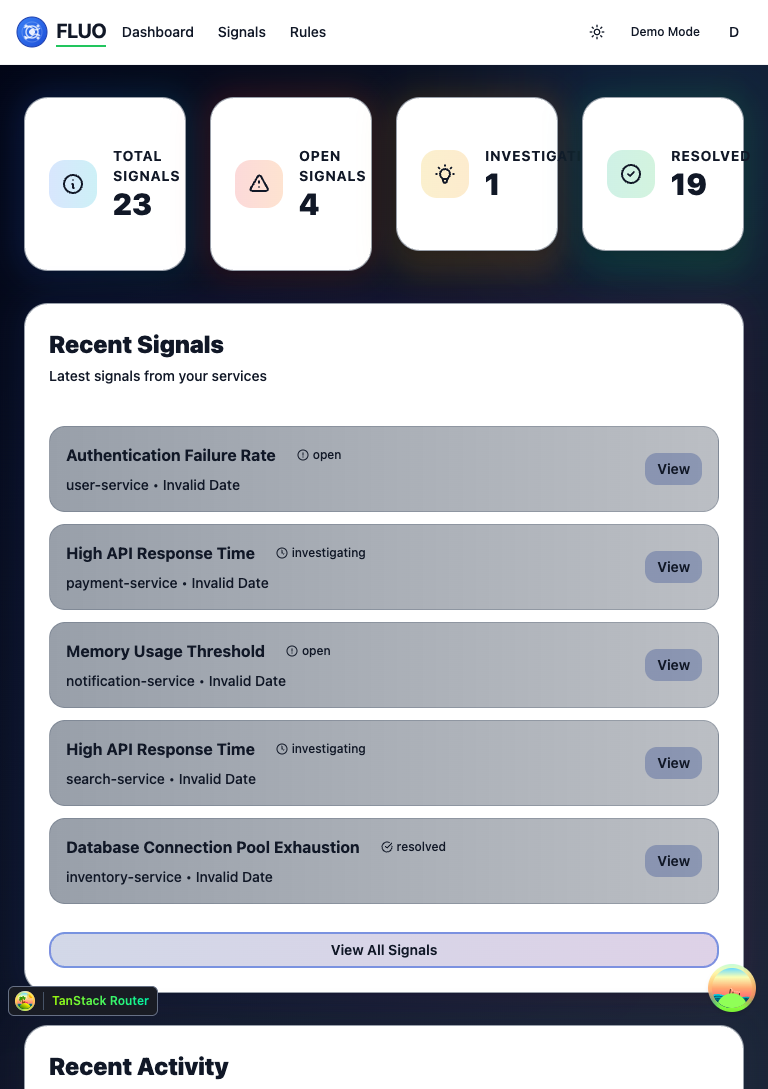 FLUO Dashboard Signals Rules Demo Mode D
TOTAL
SIGNALS
23
OPEN
SIGNALS
4
INVESTIGAT
1
RESOLVED
19
Recent Signals
Latest signals from your services
Authentication Failure Rate open
user-service • Invalid Date
View
High API Response Time investigating
payment-service • Invalid Date
View
Memory Usage Threshold open
notification-service • Invalid Date
View
High API Response Time investigating
search-service • Invalid Date
View
Database Connection Pool Exhaustion resolved
inventory-service • Invalid Date
View
View All Signals
TanStack Router
Recent Activity